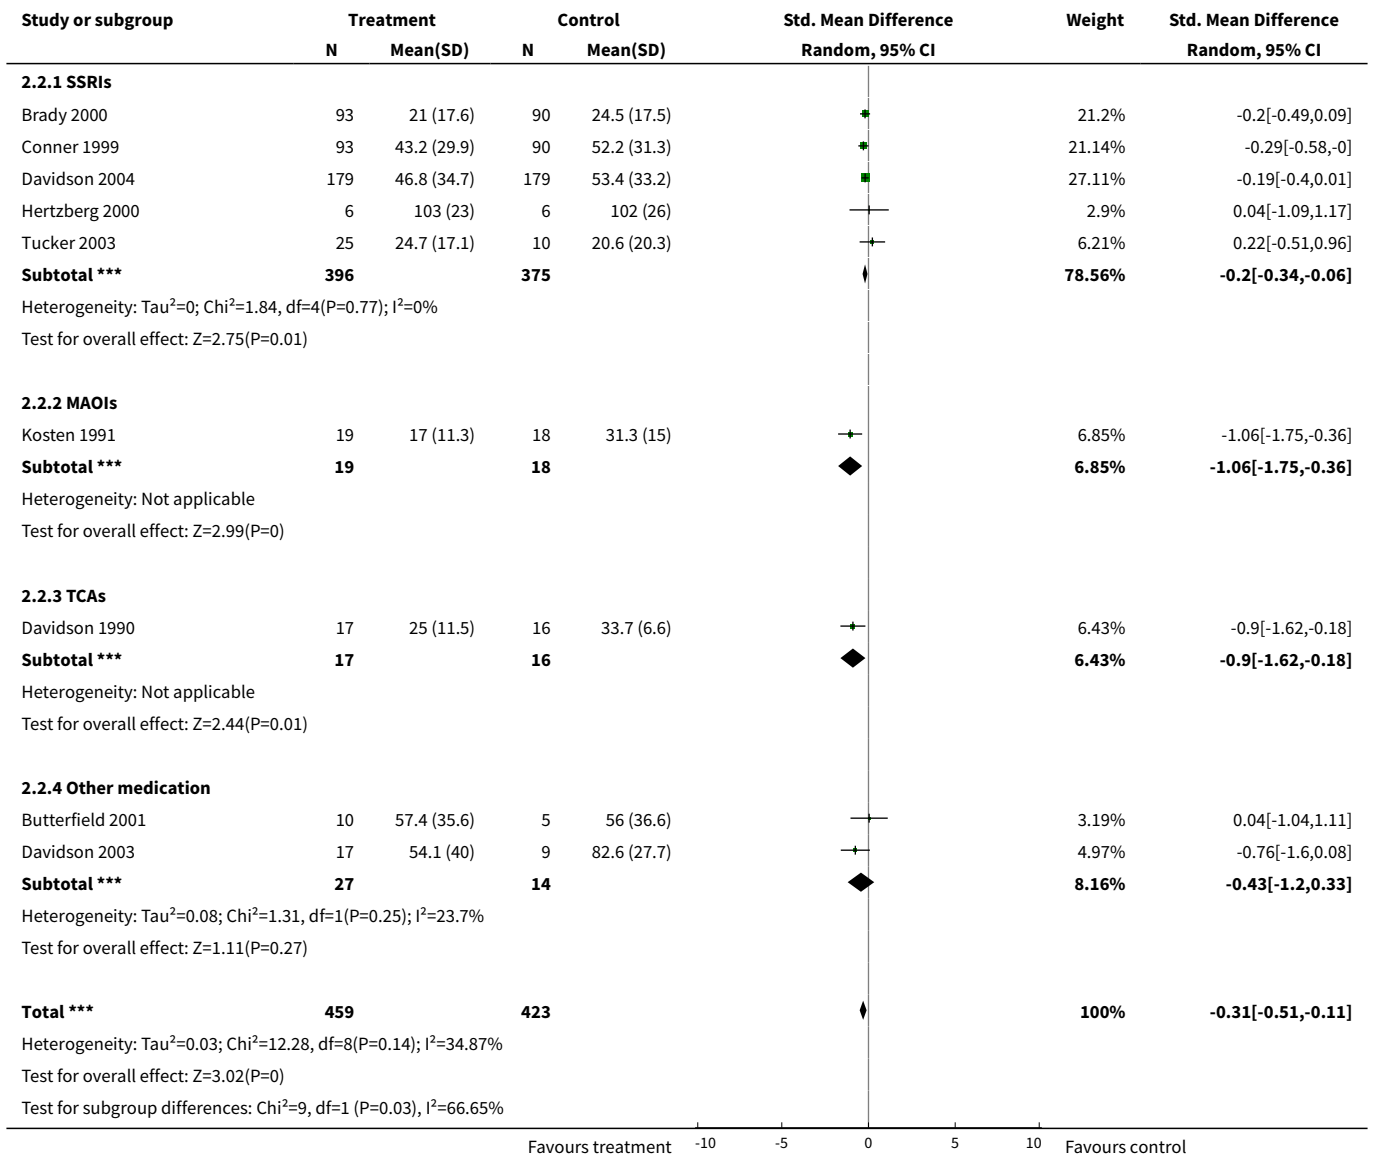 Study or subgroup Treatment Control Std. Mean Difference Weight Std. Mean Difference
N Mean(SD) N Mean(SD) Random, 95% CI Random, 95% CI
2.2.1 SSRIs
Brady 2000 93 21 (17.6) 90 24.5 (17.5) 21.2% -0.2[-0.49,0.09]
Conner 1999 93 43.2 (29.9) 90 52.2 (31.3) 21.14% -0.29[-0.58,-0]
Davidson 2004 179 46.8 (34.7) 179 53.4 (33.2) 27.11% -0.19[-0.4,0.01]
Hertzberg 2000 6 103 (23) 6 102 (26) 2.9% 0.04[-1.09,1.17]
Tucker 2003 25 24.7 (17.1) 10 20.6 (20.3) 6.21% 0.22[-0.51,0.96]
Subtotal *** 396 375 78.56% -0.2[-0.34,-0.06]
Heterogeneity: Tau²=0; Chi²=1.84, df=4(P=0.77); I²=0%
Test for overall effect: Z=2.75(P=0.01)
2.2.2 MAOIs
Kosten 1991 19 17 (11.3) 18 31.3 (15) 6.85% -1.06[-1.75,-0.36]
Subtotal *** 19 18 6.85% -1.06[-1.75,-0.36]
Heterogeneity: Not applicable
Test for overall effect: Z=2.99(P=0)
2.2.3 TCAs
Davidson 1990 17 25 (11.5) 16 33.7 (6.6) 6.43% -0.9[-1.62,-0.18]
Subtotal *** 17 16 6.43% -0.9[-1.62,-0.18]
Heterogeneity: Not applicable
Test for overall effect: Z=2.44(P=0.01)
2.2.4 Other medication
Butterfield 2001 10 57.4 (35.6) 5 56 (36.6) 3.19% 0.04[-1.04,1.11]
Davidson 2003 17 54.1 (40) 9 82.6 (27.7) 4.97% -0.76[-1.6,0.08]
Subtotal *** 27 14 8.16% -0.43[-1.2,0.33]
Heterogeneity: Tau²=0.08; Chi²=1.31, df=1(P=0.25); I²=23.7%
Test for overall effect: Z=1.11(P=0.27)
Total *** 459 423 100% -0.31[-0.51,-0.11]
Heterogeneity: Tau²=0.03; Chi²=12.28, df=8(P=0.14); I²=34.87%
Test for overall effect: Z=3.02(P=0)
Test for subgroup differences: Chi²=9, df=1 (P=0.03), I²=66.65%
Favours treatment -10 -5 0 5 10 Favours control